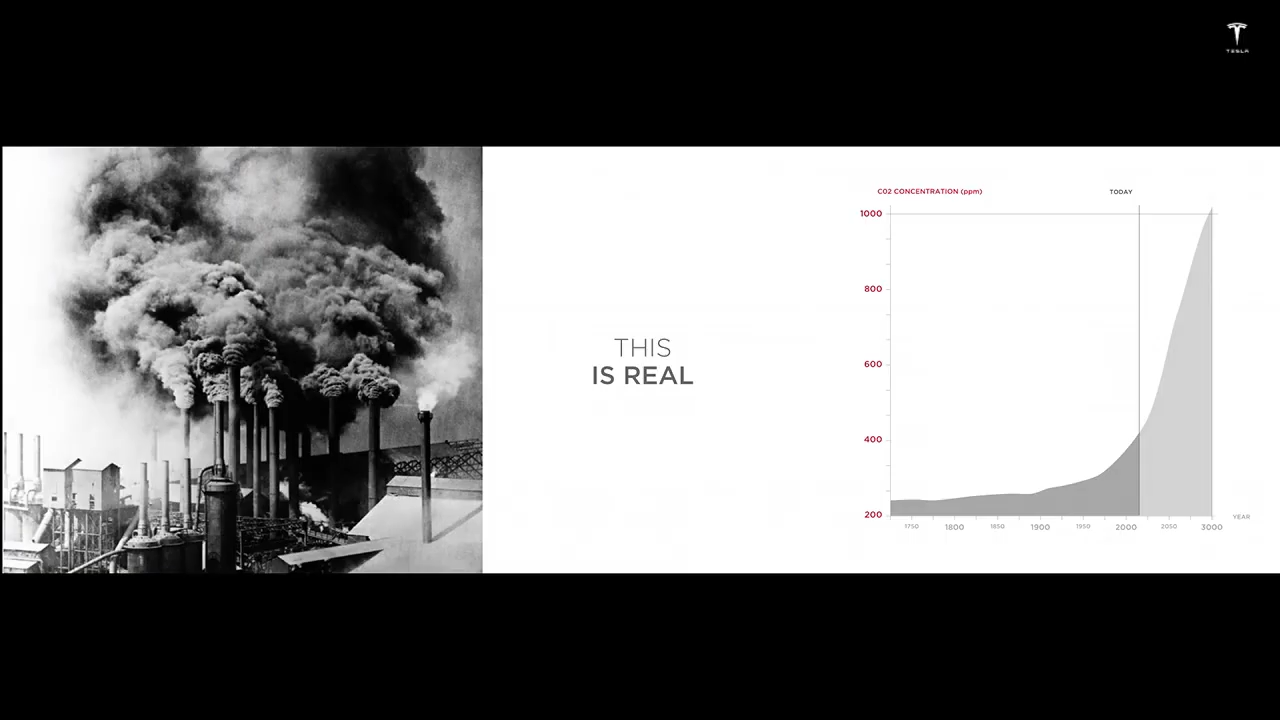 TESLA
THIS
IS REAL
C02 CONCENTRATION (ppm)
TODAY
1000
800
600
400
200
1750 1800 1850 1900 1950 2000 2050 3000
YEAR